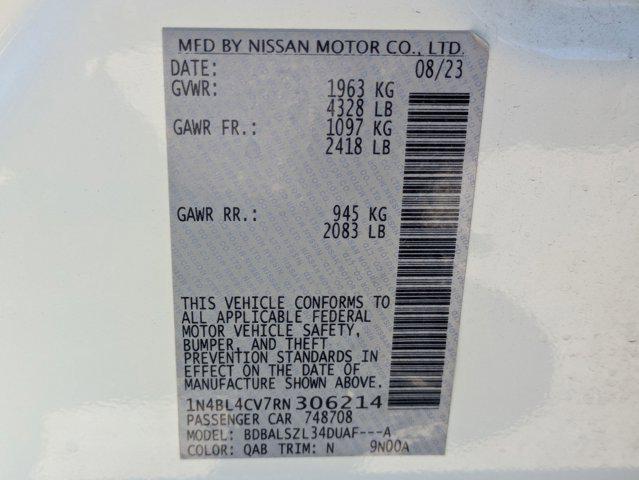 MFD BY NISSAN MOTOR CO., LTD.
DATE: 08/23
GVWR: 1963 KG
4328 LB
GAWR FR.: 1097 KG
2418 LB
GAWR RR.: 945 KG
2083 LB
THIS VEHICLE CONFORMS TO
ALL APPLICABLE FEDERAL
MOTOR VEHICLE SAFETY,
BUMPER, AND THEFT
PREVENTION STANDARDS IN
EFFECT ON THE DATE OF
MANUFACTURE SHOWN ABOVE.
1N4BL4CV7RN306214
PASSENGER CAR 748708
MODEL: BDBALSZL34DUAF---A
COLOR: QAB TRIM: N 9N00A